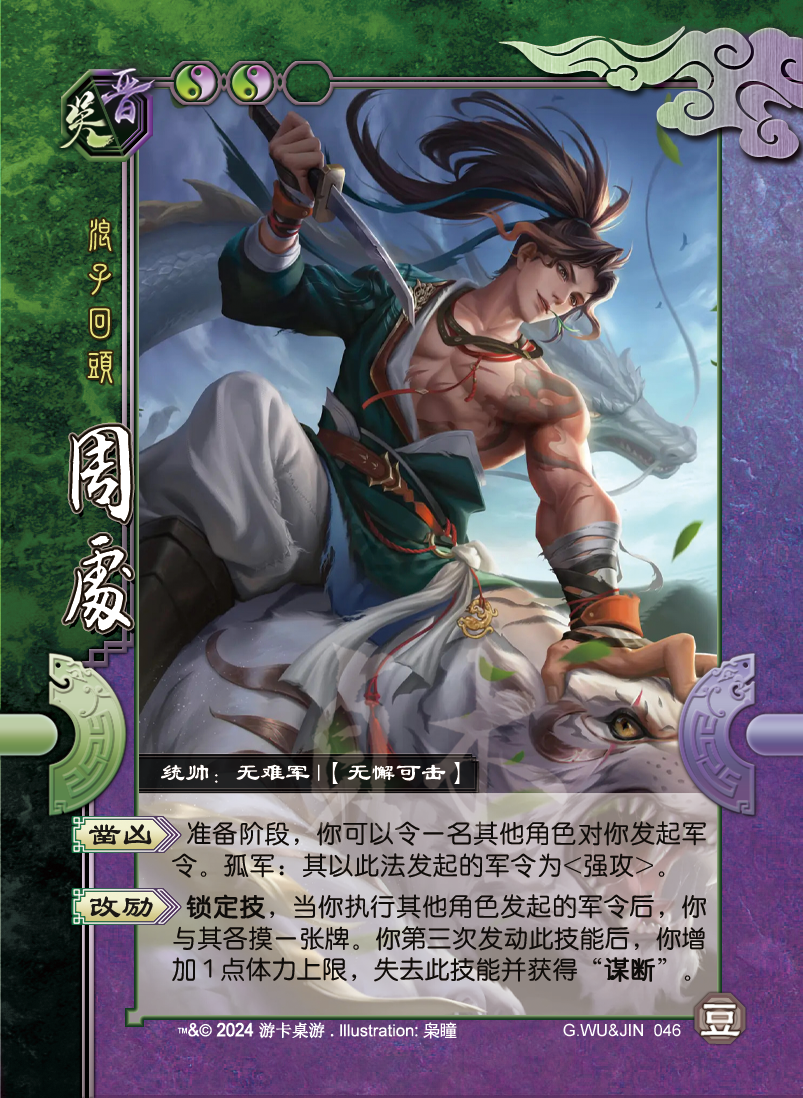 吴晋
浪子回頭
周處
统帅：无难军|【无懈可击】
凿凶
准备阶段，你可以令一名其他角色对你发起军
令。孤军：其以此法发起的军令为<强攻>。
改励
锁定技，当你执行其他角色发起的军令后，你
与其各摸一张牌。你第三次发动此技能后，你增
加1点体力上限，失去此技能并获得“谋断”。
™&© 2024 游卡桌游 . Illustration: 枭瞳
G.WU&JIN 046
豆